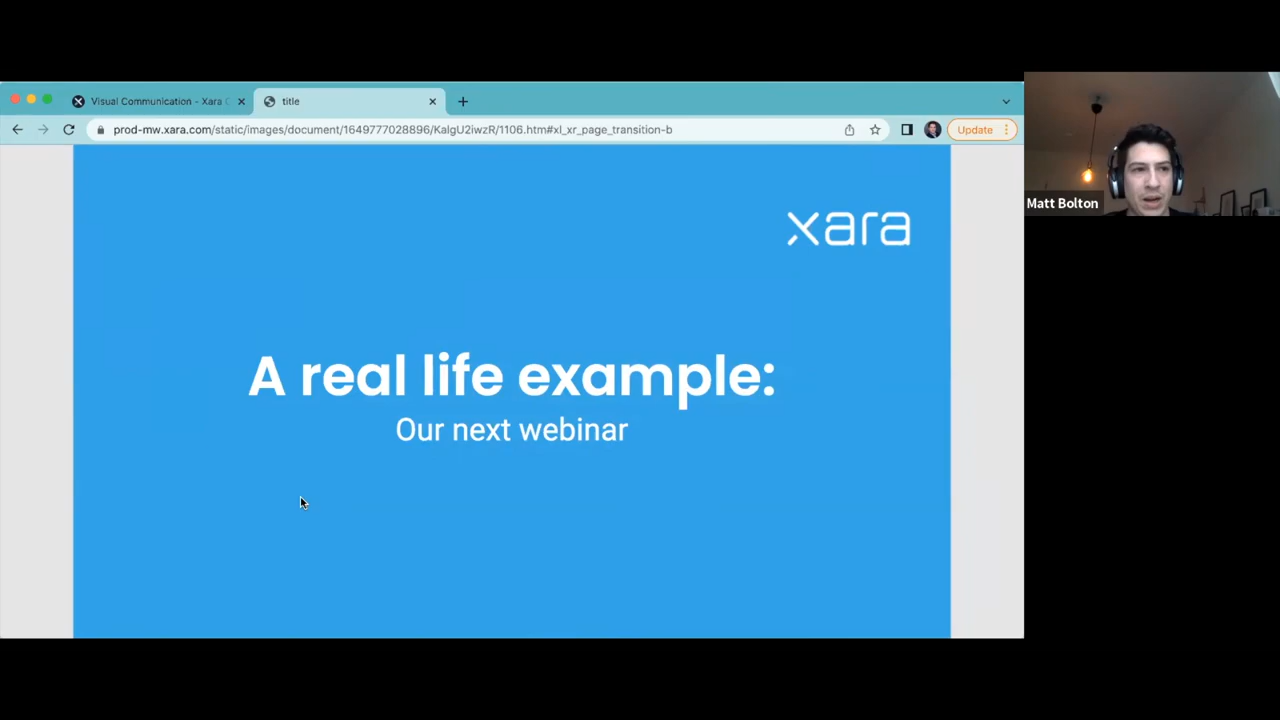 Visual Communication - Xara
title
prod-mw.xara.com/static/images/document/1649777028896/KalgU2iwzR/1106.htm#xl_xr_page_transition-b
Update
Matt Bolton
xara
A real life example:
Our next webinar